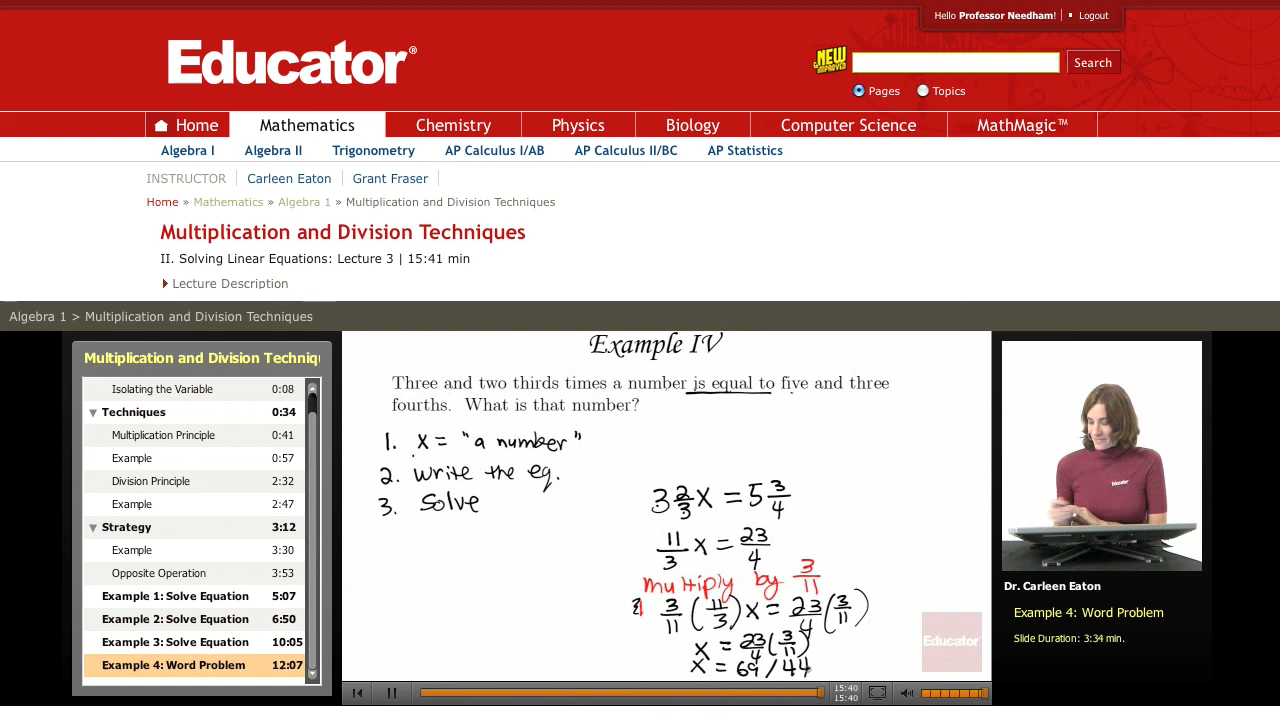 Hello Professor Needham! Logout
Educator®
NEW
& IMPROVED
Search
Pages Topics
Home Mathematics Chemistry Physics Biology Computer Science MathMagic™
Algebra I Algebra II Trigonometry AP Calculus I/AB AP Calculus II/BC AP Statistics
INSTRUCTOR Carleen Eaton Grant Fraser
Home » Mathematics » Algebra 1 » Multiplication and Division Techniques
Multiplication and Division Techniques
II. Solving Linear Equations: Lecture 3 | 15:41 min
Lecture Description
Algebra 1 > Multiplication and Division Techniques
Multiplication and Division Techniqu
Isolating the Variable 0:08
Techniques 0:34
Multiplication Principle 0:41
Example 0:57
Division Principle 2:32
Example 2:47
Strategy 3:12
Example 3:30
Opposite Operation 3:53
Example 1: Solve Equation 5:07
Example 2: Solve Equation 6:50
Example 3: Solve Equation 10:05
Example 4: Word Problem 12:07
Example IV
Three and two thirds times a number is equal to five and three
fourths. What is that number?
1. x = "a number"
2. Write the eq.
3. Solve
3 2/3 x = 5 3/4
11/3 x = 23/4
multiply by 3/11
3/11 (11/3) x = 23/4 (3/11)
x = 23/4 (3/11)
x = 69/44
Educator
15:40
15:40
Educator
Dr. Carleen Eaton
Example 4: Word Problem
Slide Duration: 3:34 min.